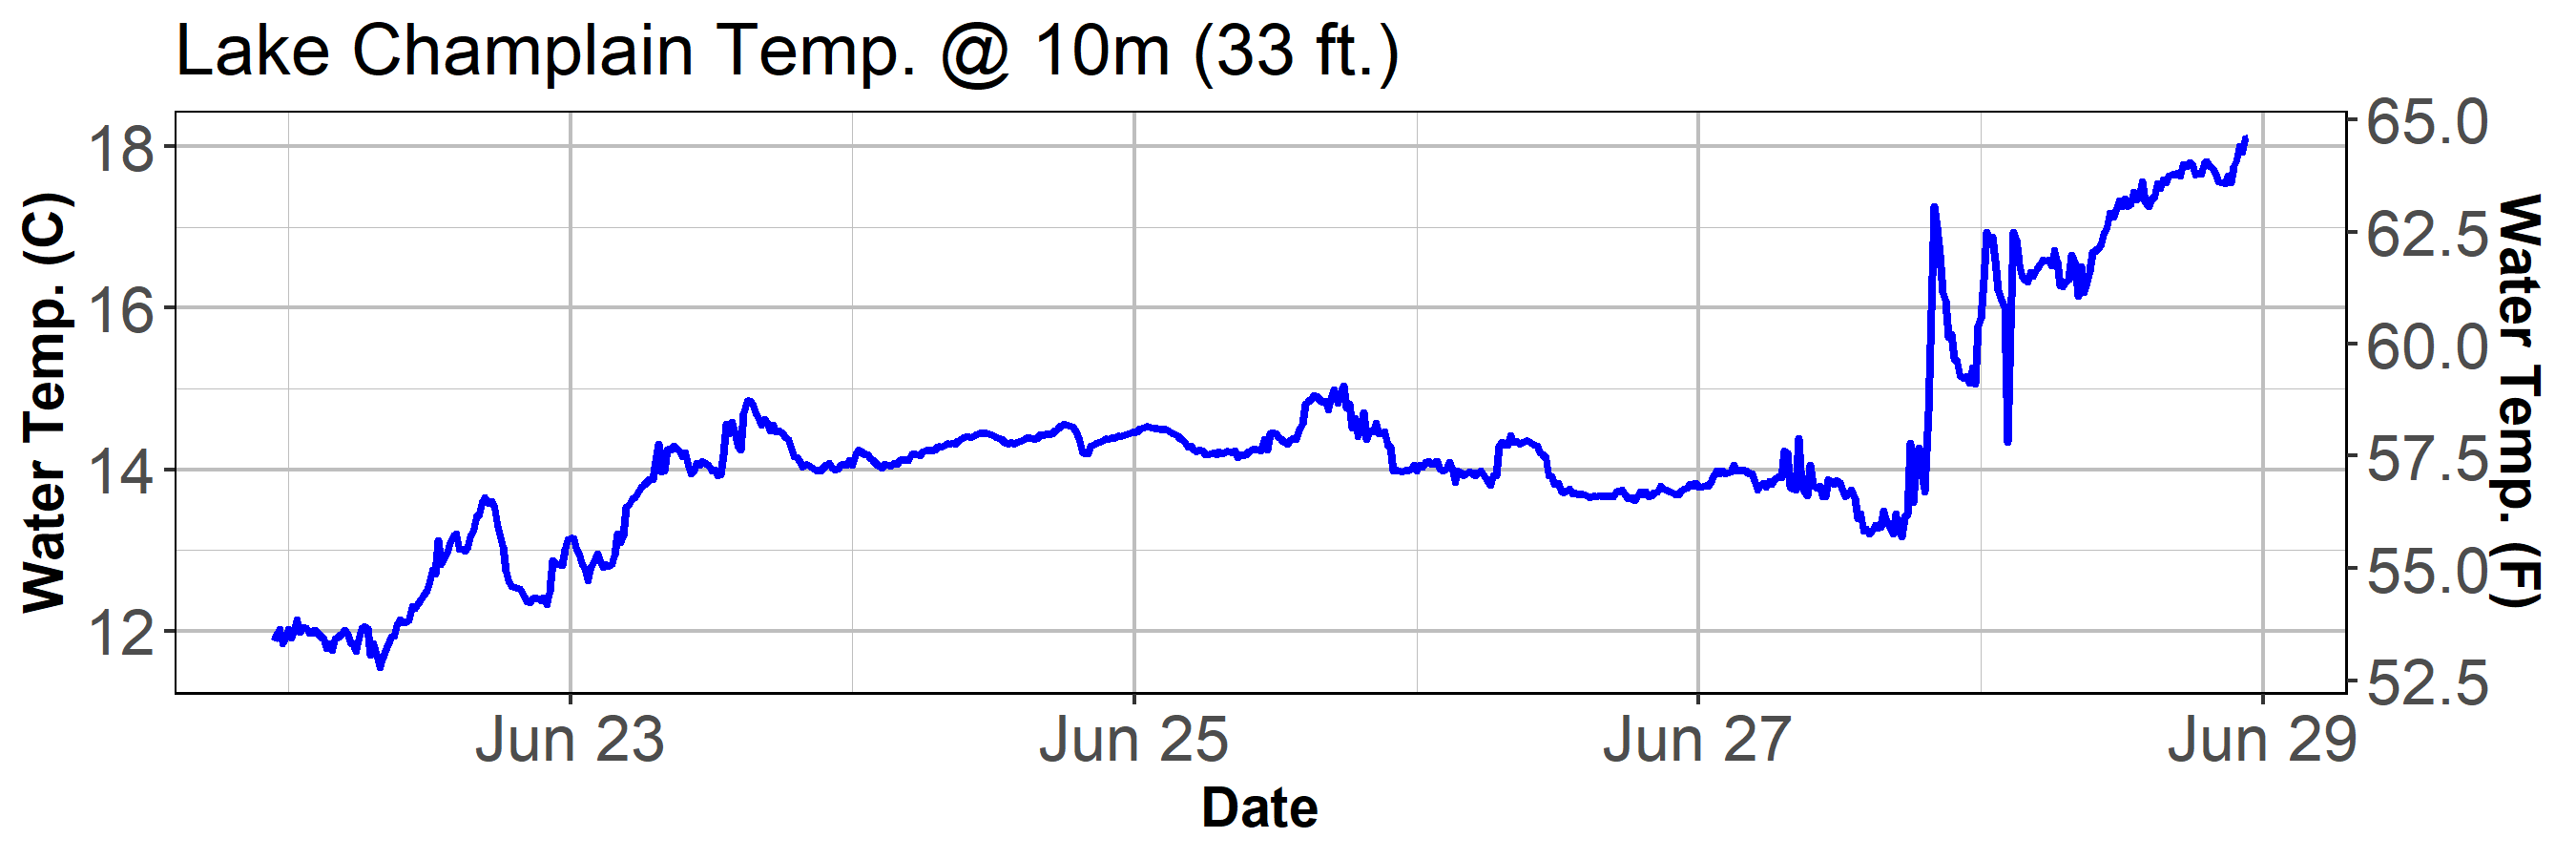 Lake Champlain Temp. @ 10m (33 ft.)
Water Temp. (C)
18
16
14
12
65.0
62.5
60.0
57.5
55.0
52.5
Water Temp. (F)
Jun 23
Jun 25
Jun 27
Jun 29
Date